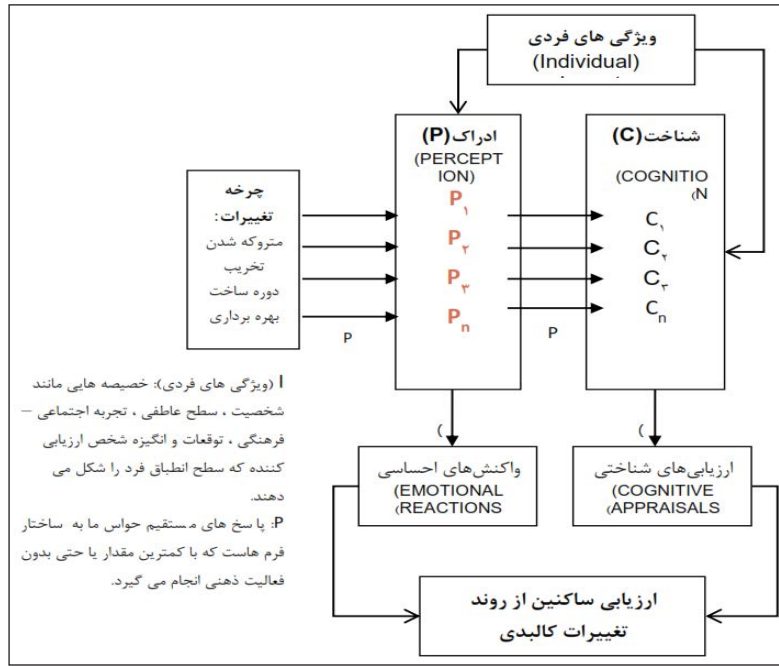 ویژگی های فردی
(Individual)
ادراک(P)
(PERCEPT
ION)
P۱
P۲
P۳
Pn
شناخت(C)
(COGNITIO
N)
C۱
C۲
C۳
Cn
چرخه
تغییرات:
متروکه شدن
تخریب
دوره ساخت
بهره برداری
P
P
I (ویژگی های فردی): خصیصه هایی مانند
شخصیت ، سطح عاطفی ، تجربه اجتماعی –
فرهنگی ، توقعات و انگیزه شخص ارزیابی
کننده که سطح انطباق فرد را شکل می
دهند.
P: پاسخ های مستقیم حواس ما به ساختار
فرم هاست که با کمترین مقدار یا حتی بدون
فعالیت ذهنی انجام می گیرد.
(
(
واکنش‌های احساسی
(EMOTIONAL
REACTIONS)
ارزیابی‌های شناختی
(COGNITIVE
APPRAISALS)
ارزیابی ساکنین از روند
تغییرات کالبدی